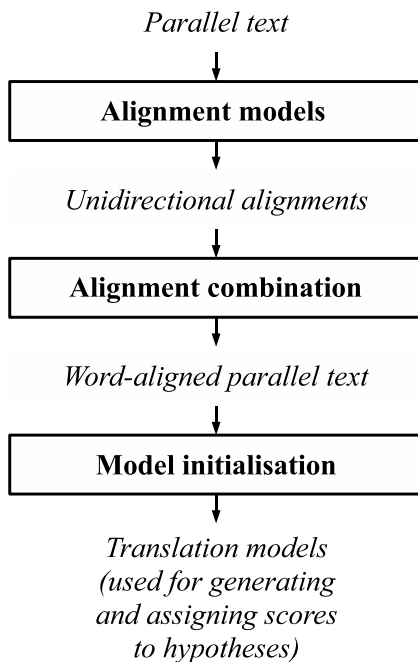 Parallel text
Alignment models
Unidirectional alignments
Alignment combination
Word-aligned parallel text
Model initialisation
Translation models
(used for generating
and assigning scores
to hypotheses)